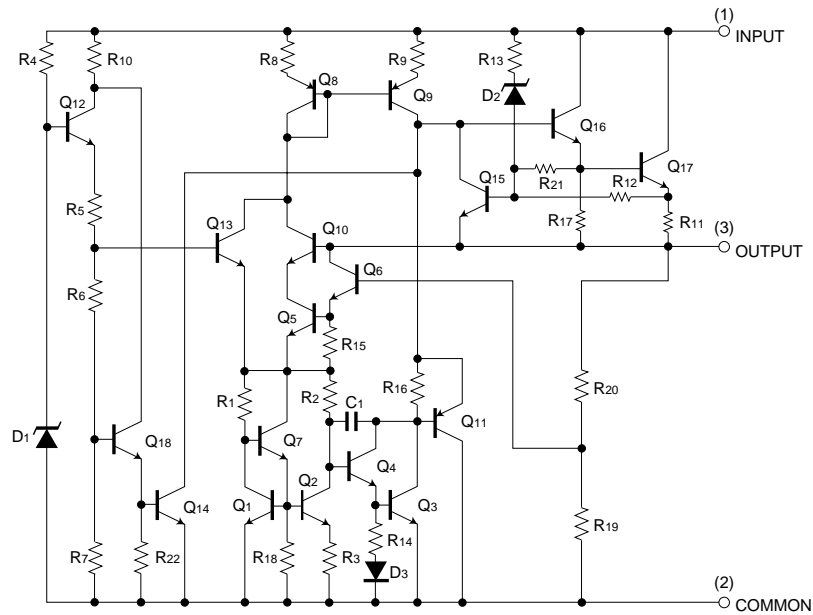 (1)
INPUT
R4
R10
R8
R9
R13
Q8
D2
Q9
Q12
Q16
Q15
Q17
R21
R12
R5
R17
R11
Q13
Q10
(3)
OUTPUT
Q6
R6
Q5
R15
R1
R2
C1
R16
R20
Q11
D1
Q18
Q7
Q4
Q2
Q14
Q1
Q3
R19
R14
R7
R22
R18
R3
D3
(2)
COMMON